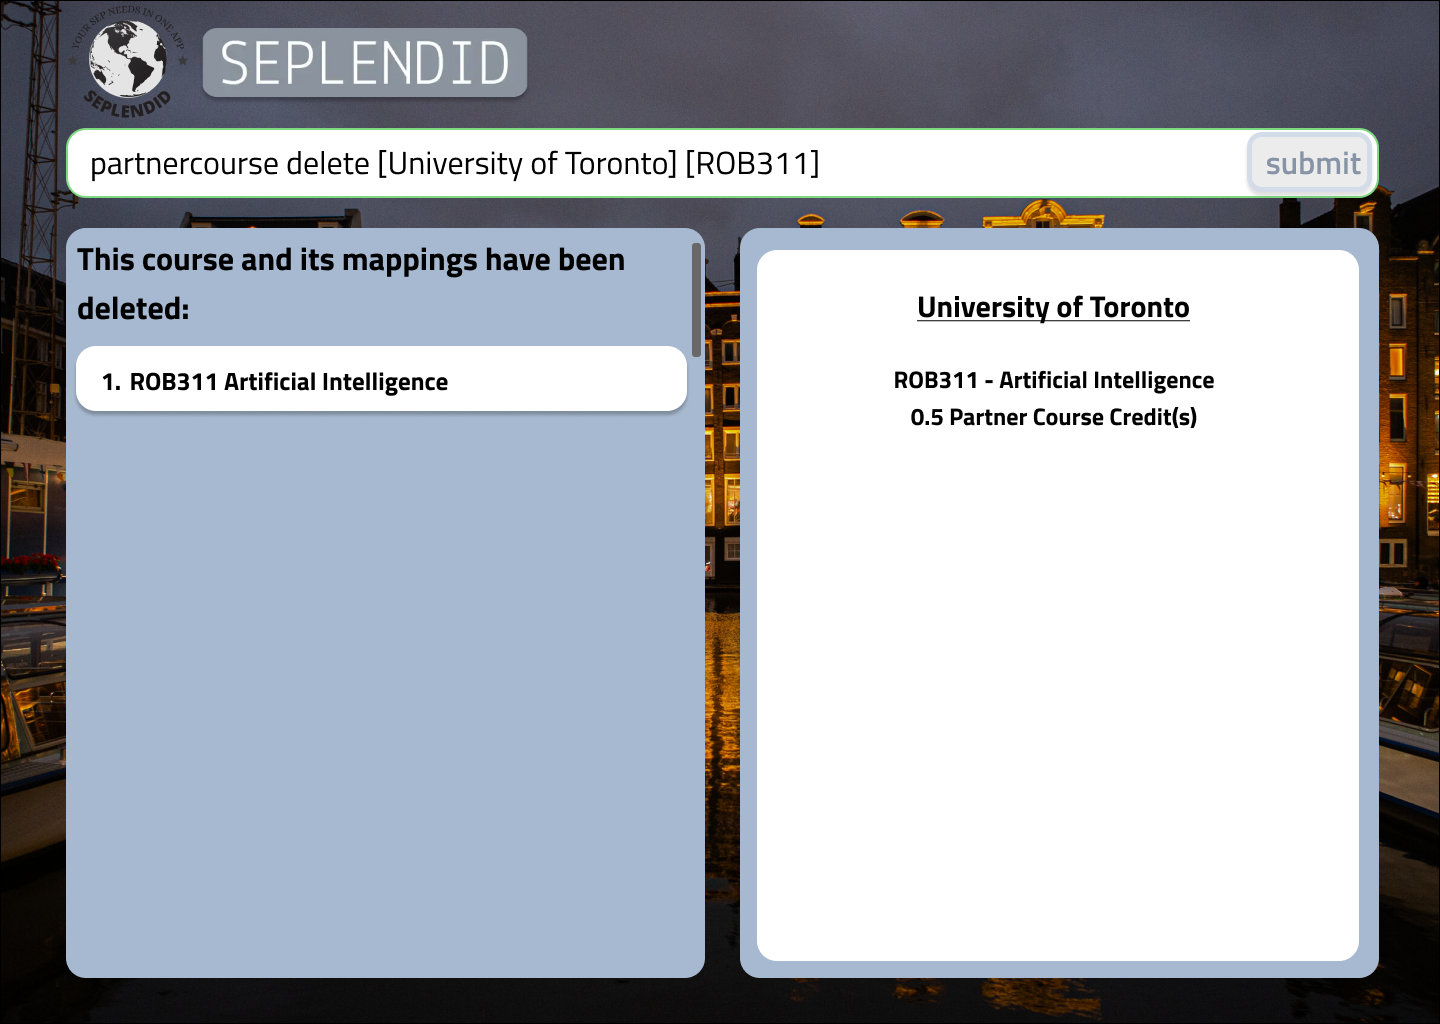 YOUR SEP NEEDS IN ONE APP
SEPLENDID
SEPLENDID
partnercourse delete [University of Toronto] [ROB311]
submit
This course and its mappings have been
deleted:
1. ROB311 Artificial Intelligence
University of Toronto
ROB311 - Artificial Intelligence
0.5 Partner Course Credit(s)